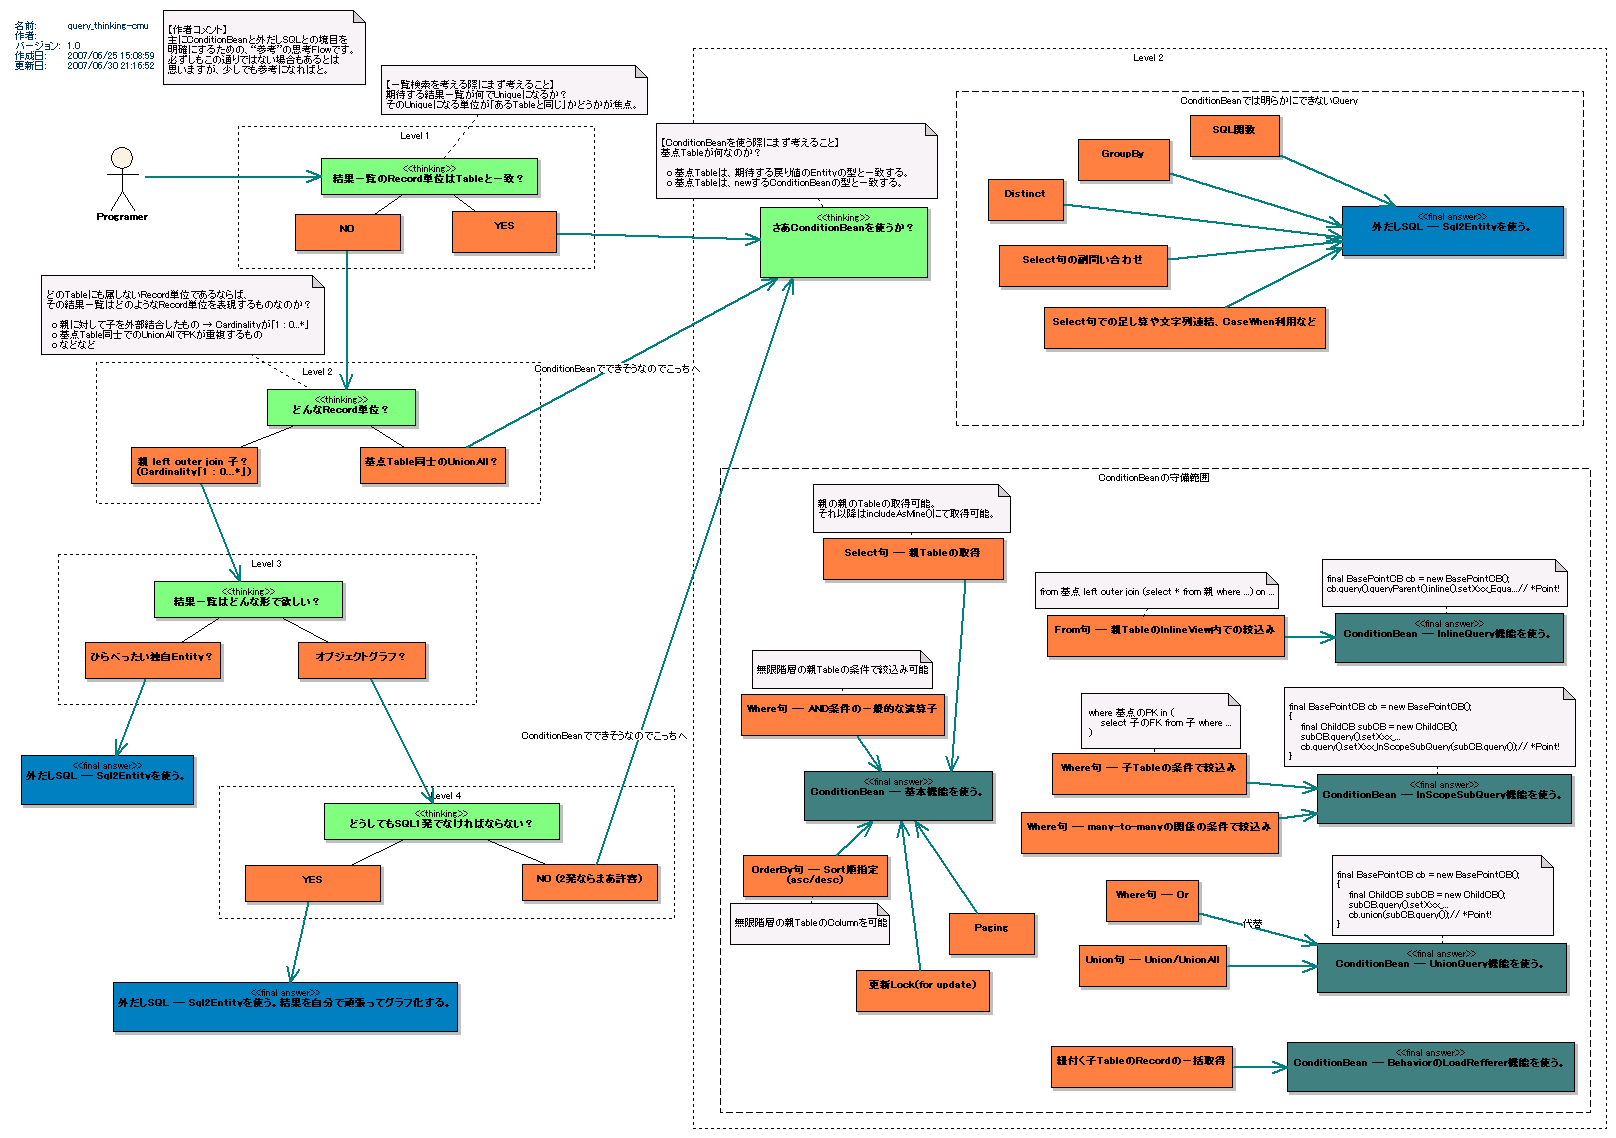 名前: query_thinking-cmu
作者:
バージョン: 1.0
作成日: 2007/06/25 15:08:59
更新日: 2007/06/30 21:16:52
【作者コメント】
主にConditionBeanと外だしSQLとの境目を
明確にするための、“参考”の思考Flowです。
必ずしもこの通りではない場合もあるとは
思いますが、少しでも参考になればと。
【一覧検索を考える際にまず考えること】
期待する結果一覧が何でUniqueになるか？
そのUniqueになる単位が「あるTableと同じ」かどうかが焦点。
Level 1
Programer
<<thinking>>
結果一覧のRecord単位はTableと一致？
NO
YES
【ConditionBeanを使う際にまず考えること】
基点Tableが何なのか？
o 基点Tableは、期待する戻り値のEntityの型と一致する。
o 基点Tableは、newするConditionBeanの型と一致する。
<<thinking>>
さあConditionBeanを使うか？
どのTableにも属しないRecord単位であるならば、
その結果一覧はどのようなRecord単位を表現するものなのか？
o 親に対して子を外部結合したもの → Cardinalityが「1 : 0...*」
o 基点Table同士でのUnionAllでPKが重複するもの
o などなど
Level 2
<<thinking>>
どんなRecord単位？
親 left outer join 子？
(Cardinality「1 : 0...*」)
基点Table同士のUnionAll？
ConditionBeanでできそうなのでこっちへ
Level 3
<<thinking>>
結果一覧はどんな形で欲しい？
ひらべったい独自Entity？
オブジェクトグラフ？
<<final answer>>
外だしSQL -- Sql2Entityを使う。
ConditionBeanでできそうなのでこっちへ
Level 4
<<thinking>>
どうしてもSQL1発でなければならない？
YES
NO (2発ならまあ許容)
<<final answer>>
外だしSQL -- Sql2Entityを使う。結果を自分で頑張ってグラフ化する。
Level 2
ConditionBeanでは明らかにできないQuery
SQL関数
GroupBy
Distinct
Select句の副問い合わせ
Select句での足し算や文字列連結、CaseWhen利用など
<<final answer>>
外だしSQL -- Sql2Entityを使う。
ConditionBeanの守備範囲
親の親のTableの取得可能。
それ以降はincludeAsMine()にて取得可能。
Select句 -- 親Tableの取得
無限階層の親Tableの条件で絞込み可能
Where句 -- AND条件の一般的な演算子
<<final answer>>
ConditionBean -- 基本機能を使う。
OrderBy句 -- Sort順指定
(asc/desc)
無限階層の親TableのColumnを可能
Paging
更新Lock(for update)
from 基点 left outer join (select * from 親 where ...) on ...
From句 -- 親TableのInlineView内での絞込み
final BasePointCB cb = new BasePointCB();
cb.query().queryParent().inline().setXxx_Equa...// *Point!
<<final answer>>
ConditionBean -- InlineQuery機能を使う。
where 基点のPK in (
select 子のFK from 子 where ...
)
Where句 -- 子Tableの条件で絞込み
Where句 -- many-to-manyの関係の条件で絞込み
final BasePointCB cb = new BasePointCB();
{
final ChildCB subCB = new ChildCB();
subCB.query().setXxx_...
cb.query().setXxx_InScopeSubQuery(subCB.query());// *Point!
}
<<final answer>>
ConditionBean -- InScopeSubQuery機能を使う。
Where句 -- Or
代替
Union句 -- Union/UnionAll
final BasePointCB cb = new BasePointCB();
{
final ChildCB subCB = new ChildCB();
subCB.query().setXxx_...
cb.union(subCB.query());// *Point!
}
<<final answer>>
ConditionBean -- UnionQuery機能を使う。
紐付く子TableのRecordの一括取得
<<final answer>>
ConditionBean -- BehaviorのLoadRefferer機能を使う。